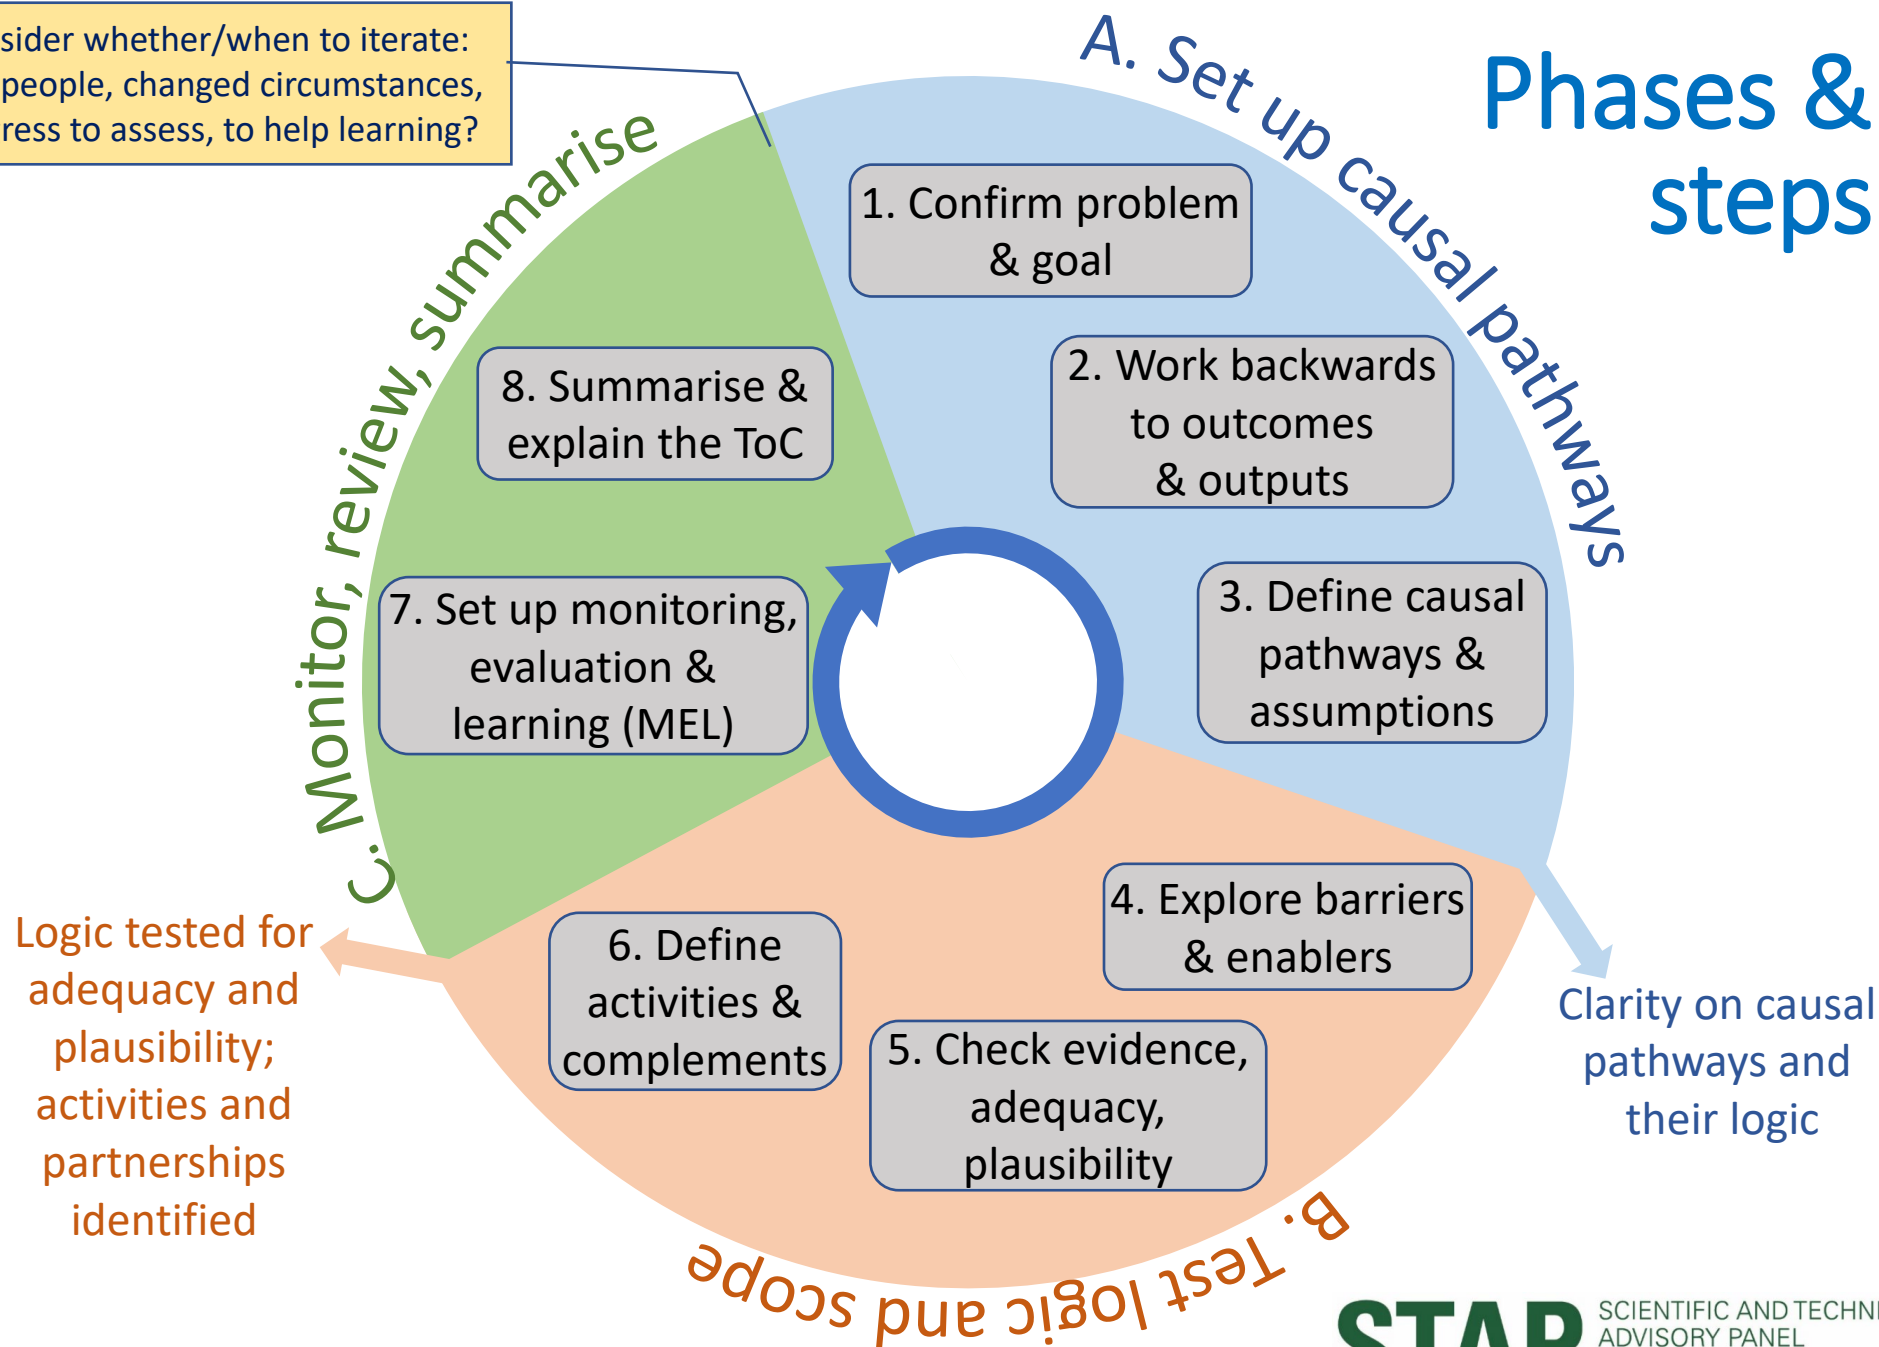 sider whether/when to iterate:
people, changed circumstances,
ress to assess, to help learning?
Phases &
steps
A. Set up causal pathways
1. Confirm problem
& goal
2. Work backwards
to outcomes
& outputs
3. Define causal
pathways &
assumptions
Clarity on causal
pathways and
their logic
B. Test logic and scope
4. Explore barriers
& enablers
5. Check evidence,
adequacy,
plausibility
6. Define
activities &
complements
Logic tested for
adequacy and
plausibility;
activities and
partnerships
identified
C. Monitor, review, summarise
7. Set up monitoring,
evaluation &
learning (MEL)
8. Summarise &
explain the ToC
STAP
SCIENTIFIC AND TECHNI
ADVISORY PANEL